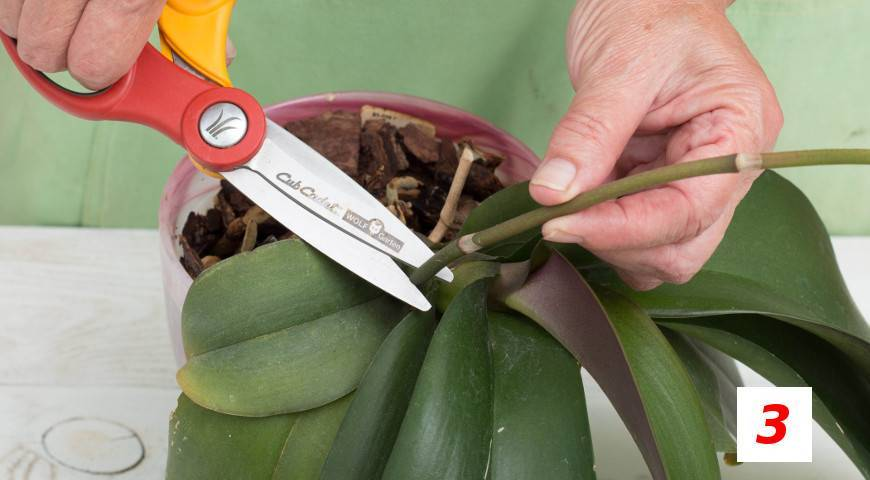 Cub Cadet
WOLF
Garten
3